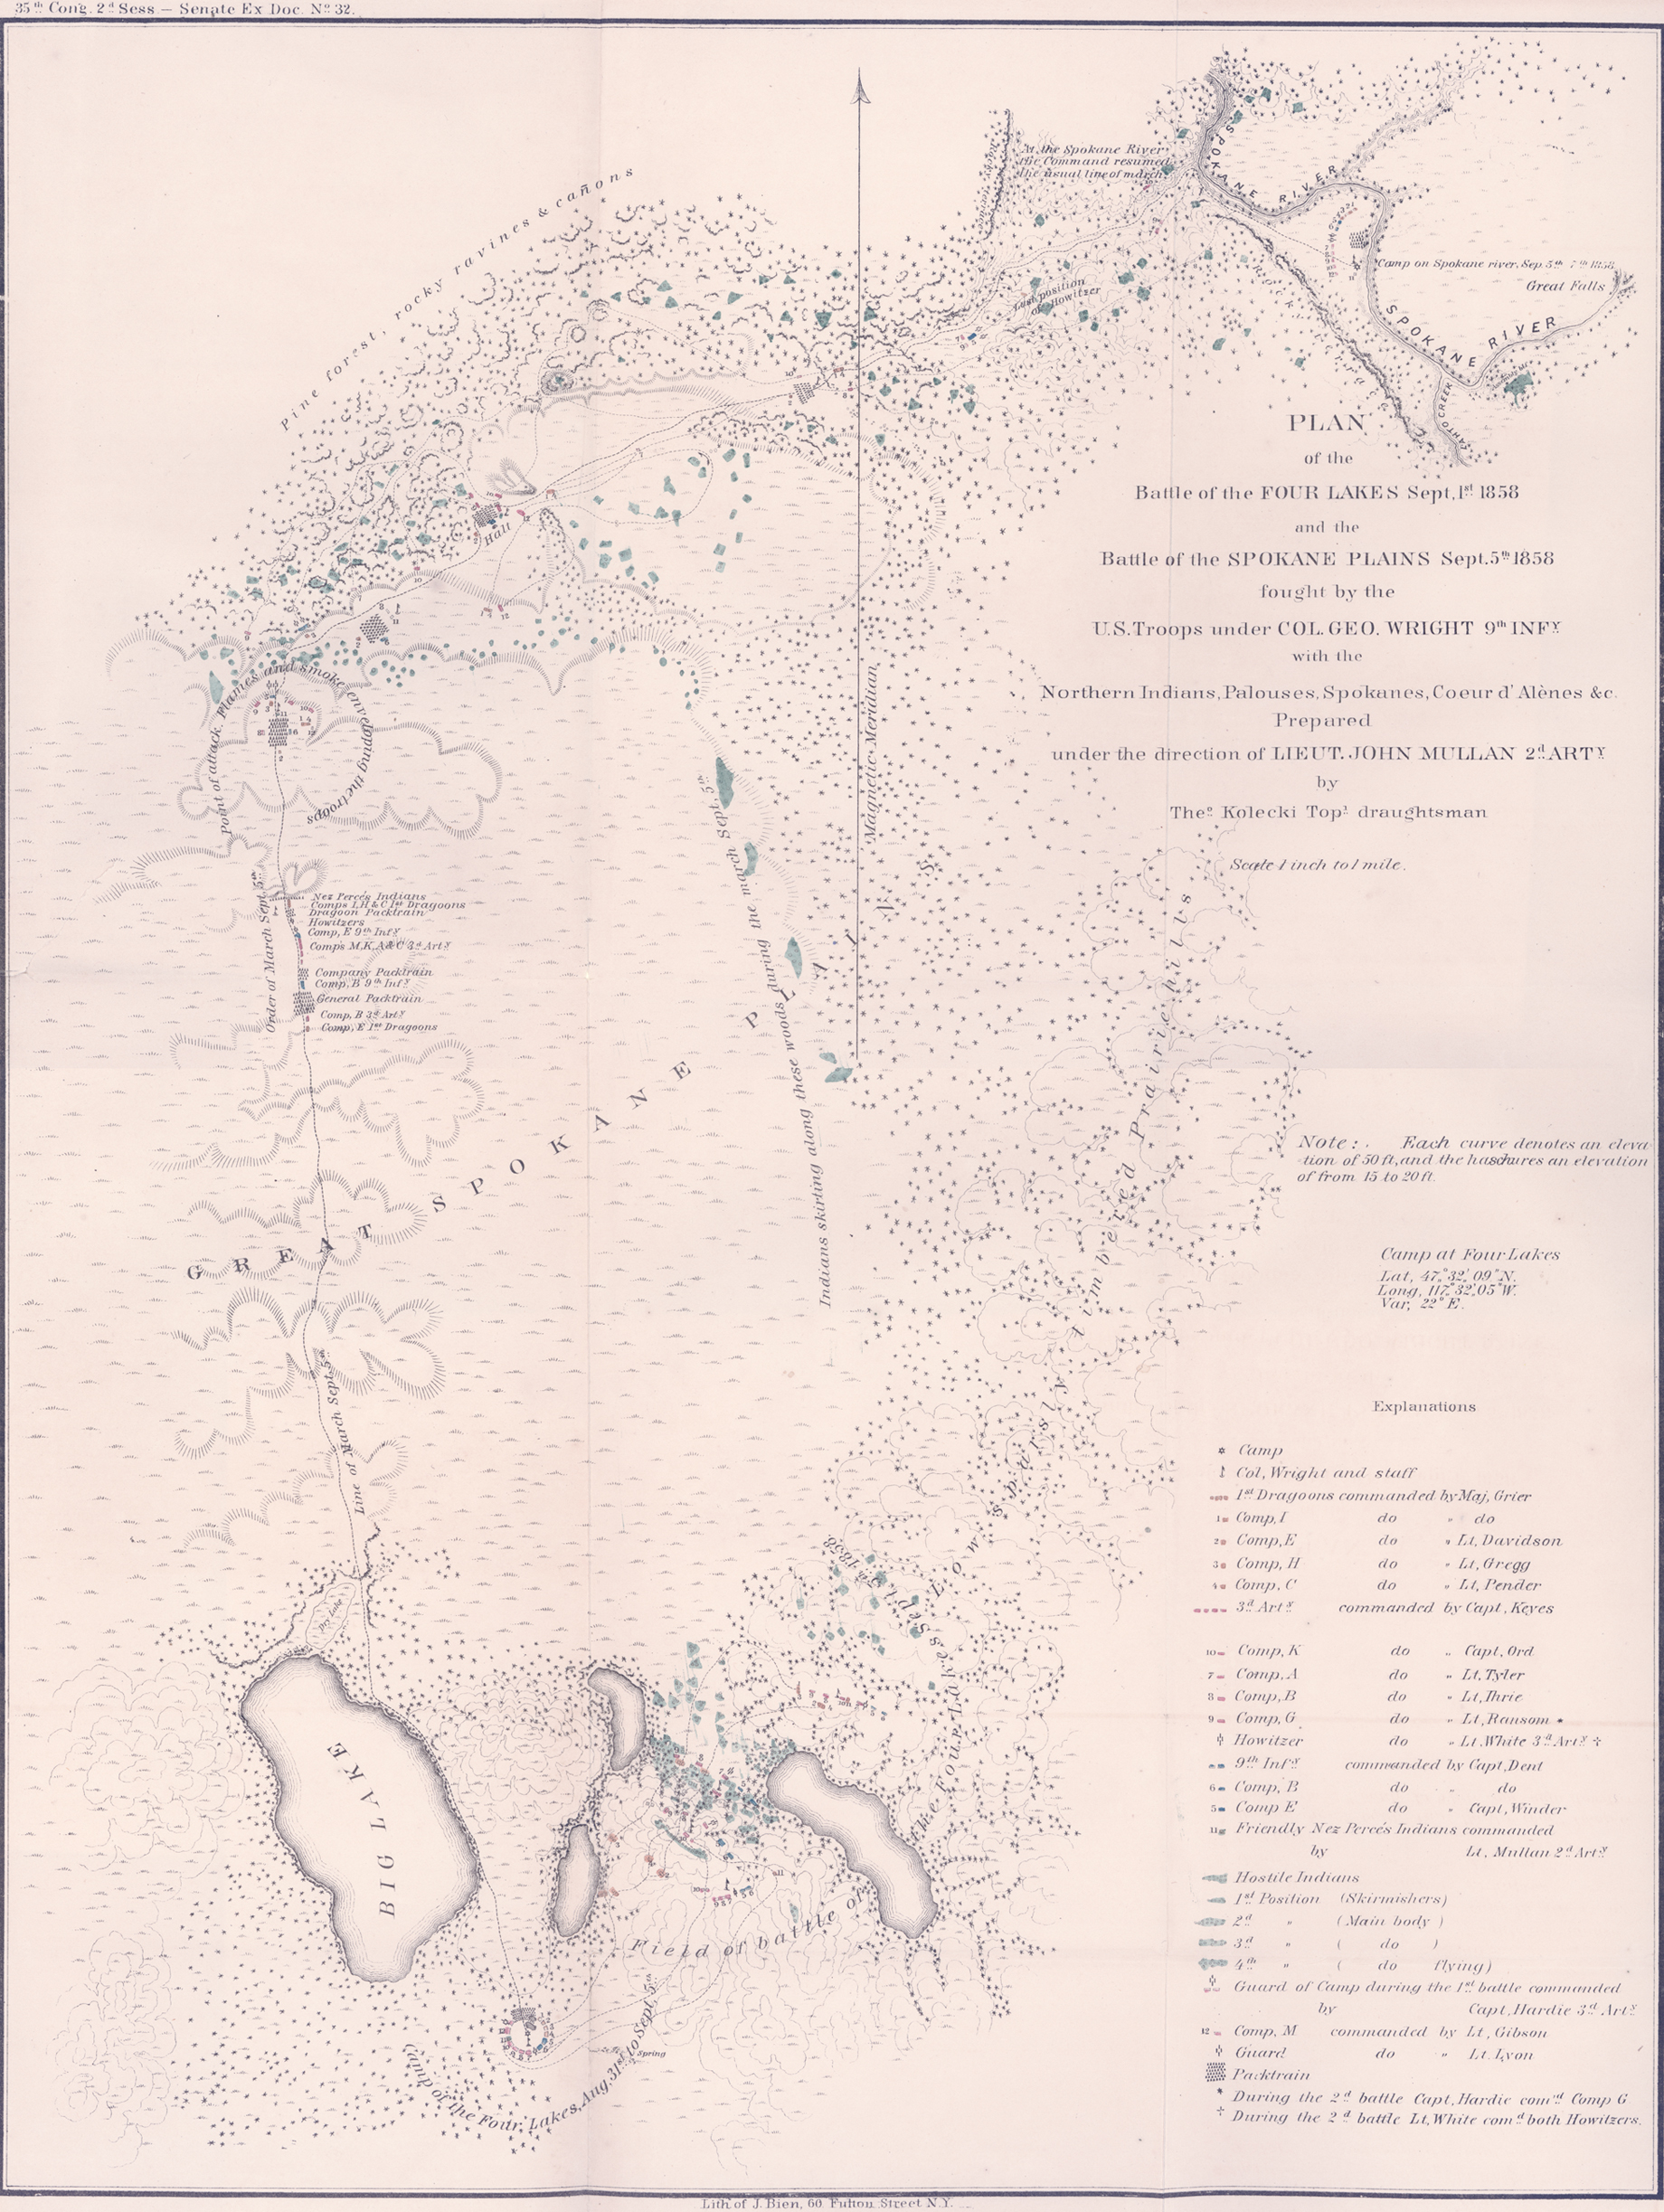 35th Cong. 2d Sess. — Senate Ex Doc. No 32.
Pine forest, rocky ravines & cañons
At the Spokane River
the Command resumed
the usual line of march.
SPOKANE RIVER
Camp on Spokane river, Sep 5th 7th 1858
Great Falls
SPOKANE RIVER
Last position
of Howitzer
CREEK
PLAN
of the
Battle of the FOUR LAKES Sept, 1st 1858
and the
Battle of the SPOKANE PLAINS Sept. 5th 1858
fought by the
U.S. Troops under COL. GEO. WRIGHT 9th INFy
with the
Northern Indians, Palouses, Spokanes, Coeur d'Alènes &c.
Prepared
under the direction of LIEUT. JOHN MULLAN 2d ARTy
by
Theo Kolecki Topl draughtsman
Scale 1 inch to 1 mile.
Halt
Point of attack. Flames and smoke enveloping the troops
Magnetic Meridian
Order of March Sept. 5th
Nez Percés Indians
Comps I, H & C 1st Dragoons
Dragoon Packtrain
Howitzers
Comp, E 9th Infy
Comps M, K, A & C 3d Arty
Company Packtrain
Comp, B 9th Infy
General Packtrain
Comp, B 3d Arty
Comp, E 1st Dragoons
Indians skirting along these woods during the march Sept. 5th
GREAT SPOKANE PLAINS
Low sparsly timbered Prairie hills
Note: Each curve denotes an eleva
tion of 50 ft, and the haschures an elevation
of from 15 to 20 ft.
Camp at Four Lakes
Lat, 47° 32' 09" N.
Long, 117° 32' 05" W.
Var, 22° E.
Line of March Sept. 5th
Dry Lake
BIG LAKE
Field of battle of the Four Lakes Sept. 1st 1858
Camp of the Four Lakes, Aug. 31st to Sept, 5th
Spring
Explanations
Camp
Col, Wright and staff
1st Dragoons commanded by Maj, Grier
1 Comp, I do " do
2 Comp, E do " Lt, Davidson
3 Comp, H do " Lt, Gregg
4 Comp, C do " Lt, Pender
3d Arty commanded by Capt, Keyes
10 Comp, K do " Capt, Ord
7 Comp, A do " Lt, Tyler
8 Comp, B do " Lt, Ihrie
9 Comp, G do " Lt, Ransom *
Howitzer do " Lt, White 3d Arty †
9th Infy commanded by Capt, Dent
6 Comp, B do " do
5 Comp E do " Capt, Winder
11 Friendly Nez Percés Indians commanded
by Lt, Mullan 2d Arty
Hostile Indians
1st Position (Skirmishers)
2d " (Main body)
3d " ( do )
4th " ( do flying)
Guard of Camp during the 1st battle commanded
by Capt, Hardie 3d Arty
12 Comp, M commanded by Lt, Gibson
Guard do " Lt, Lyon
Packtrain
* During the 2d battle Capt, Hardie comd Comp G
† During the 2d battle Lt, White comd both Howitzers.
Lith of J. Bien, 60 Fulton Street N.Y.